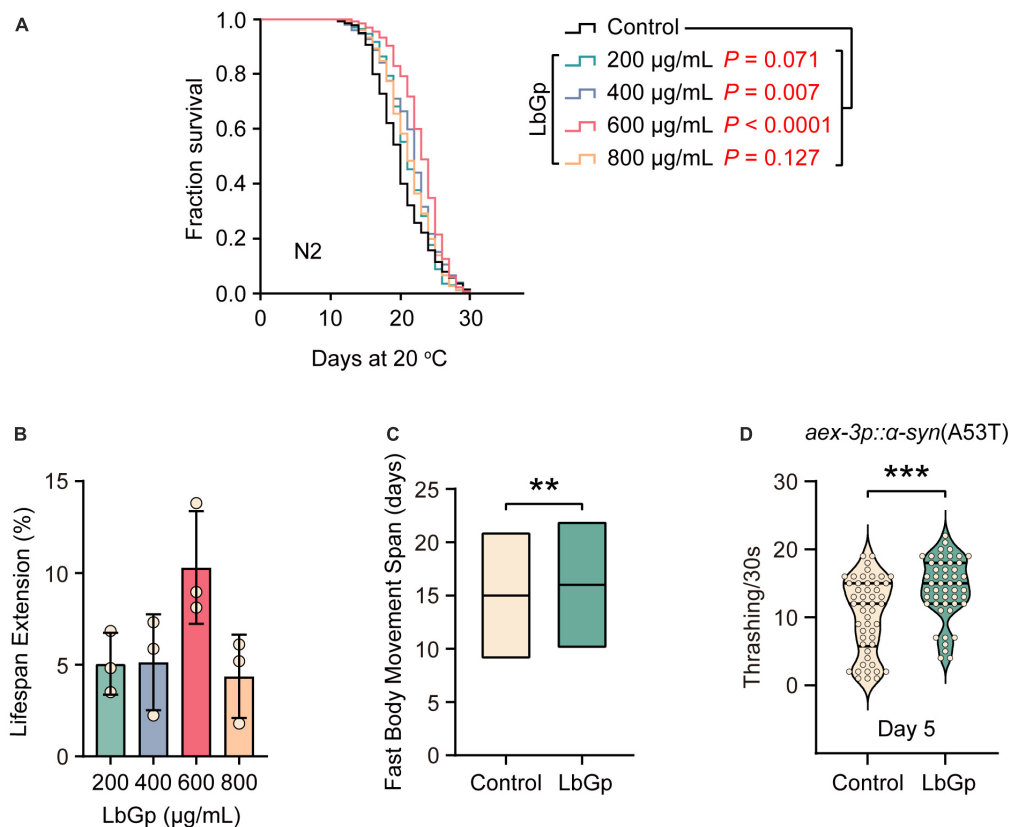 A
1.0
0.8
0.6
0.4
0.2
0.0
Fraction survival
N2
0 10 20 30
Days at 20 °C
Control
LbGp
200 µg/mL P = 0.071
400 µg/mL P = 0.007
600 µg/mL P < 0.0001
800 µg/mL P = 0.127
B
15
10
5
0
Lifespan Extension (%)
200 400 600 800
LbGp (µg/mL)
C
**
25
20
15
10
5
0
Fast Body Movement Span (days)
Control LbGp
D
aex-3p::α-syn(A53T)
***
30
20
10
0
Thrashing/30s
Day 5
Control LbGp